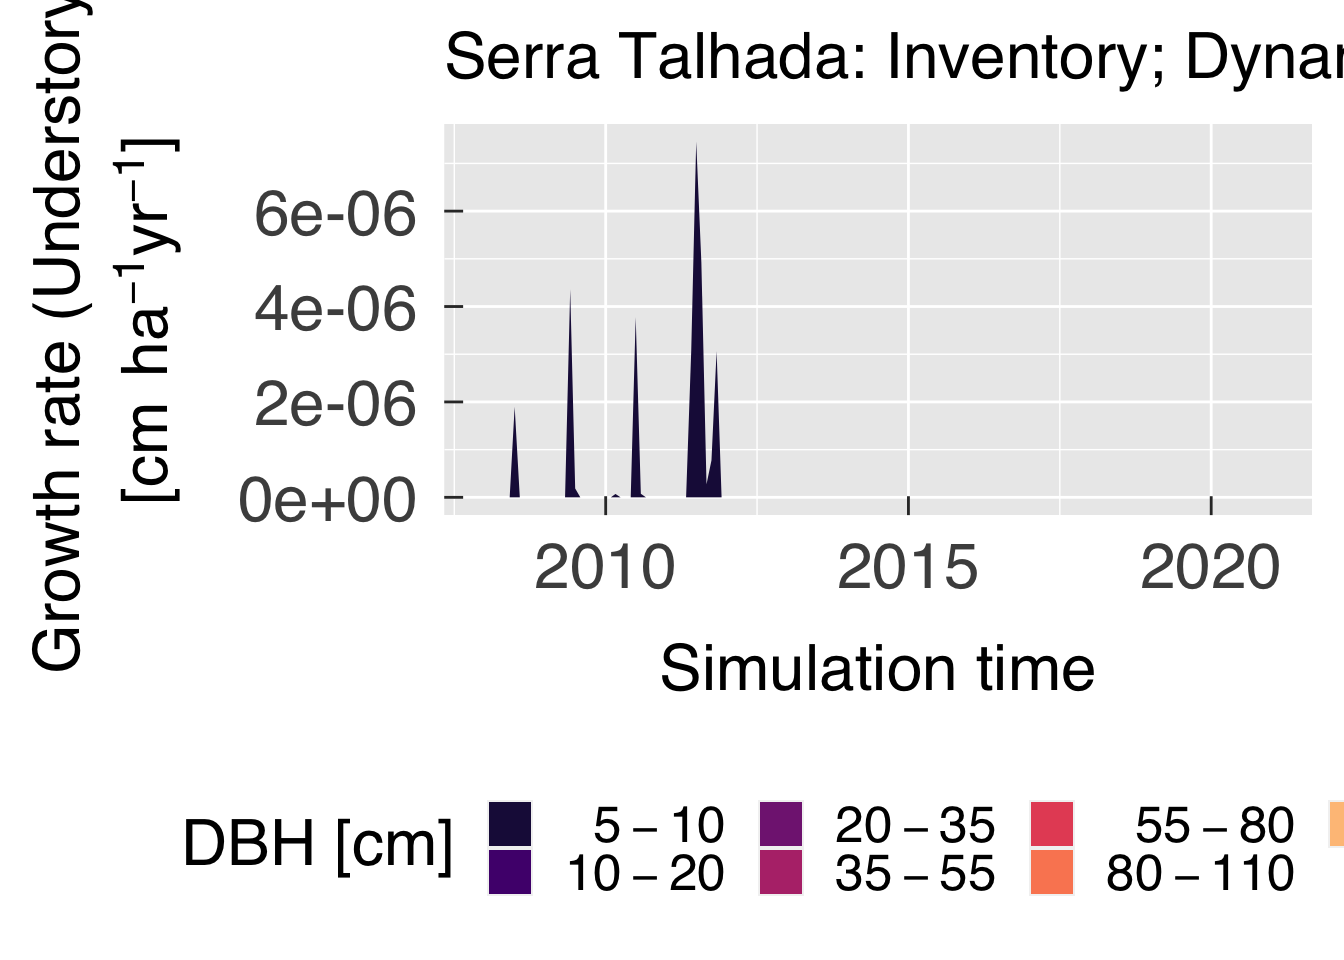 Serra Talhada: Inventory; Dynar
Growth rate (Understory
[cm ha⁻¹yr⁻¹]
6e-06
4e-06
2e-06
0e+00
2010 2015 2020
Simulation time
DBH [cm]
5 – 10 20 – 35 55 – 80
10 – 20 35 – 55 80 – 110